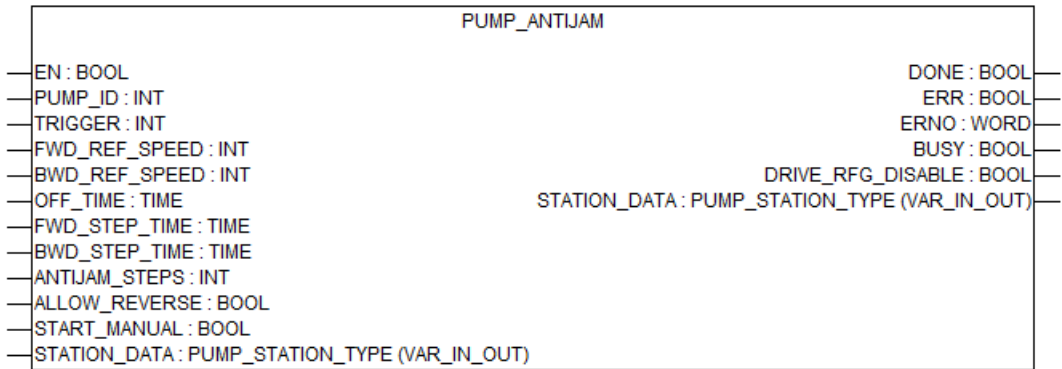 PUMP_ANTIJAM
EN : BOOL DONE : BOOL
PUMP_ID : INT ERR : BOOL
TRIGGER : INT ERNO : WORD
FWD_REF_SPEED : INT BUSY : BOOL
BWD_REF_SPEED : INT DRIVE_RFG_DISABLE : BOOL
OFF_TIME : TIME STATION_DATA : PUMP_STATION_TYPE (VAR_IN_OUT)
FWD_STEP_TIME : TIME
BWD_STEP_TIME : TIME
ANTIJAM_STEPS : INT
ALLOW_REVERSE : BOOL
START_MANUAL : BOOL
STATION_DATA : PUMP_STATION_TYPE (VAR_IN_OUT)